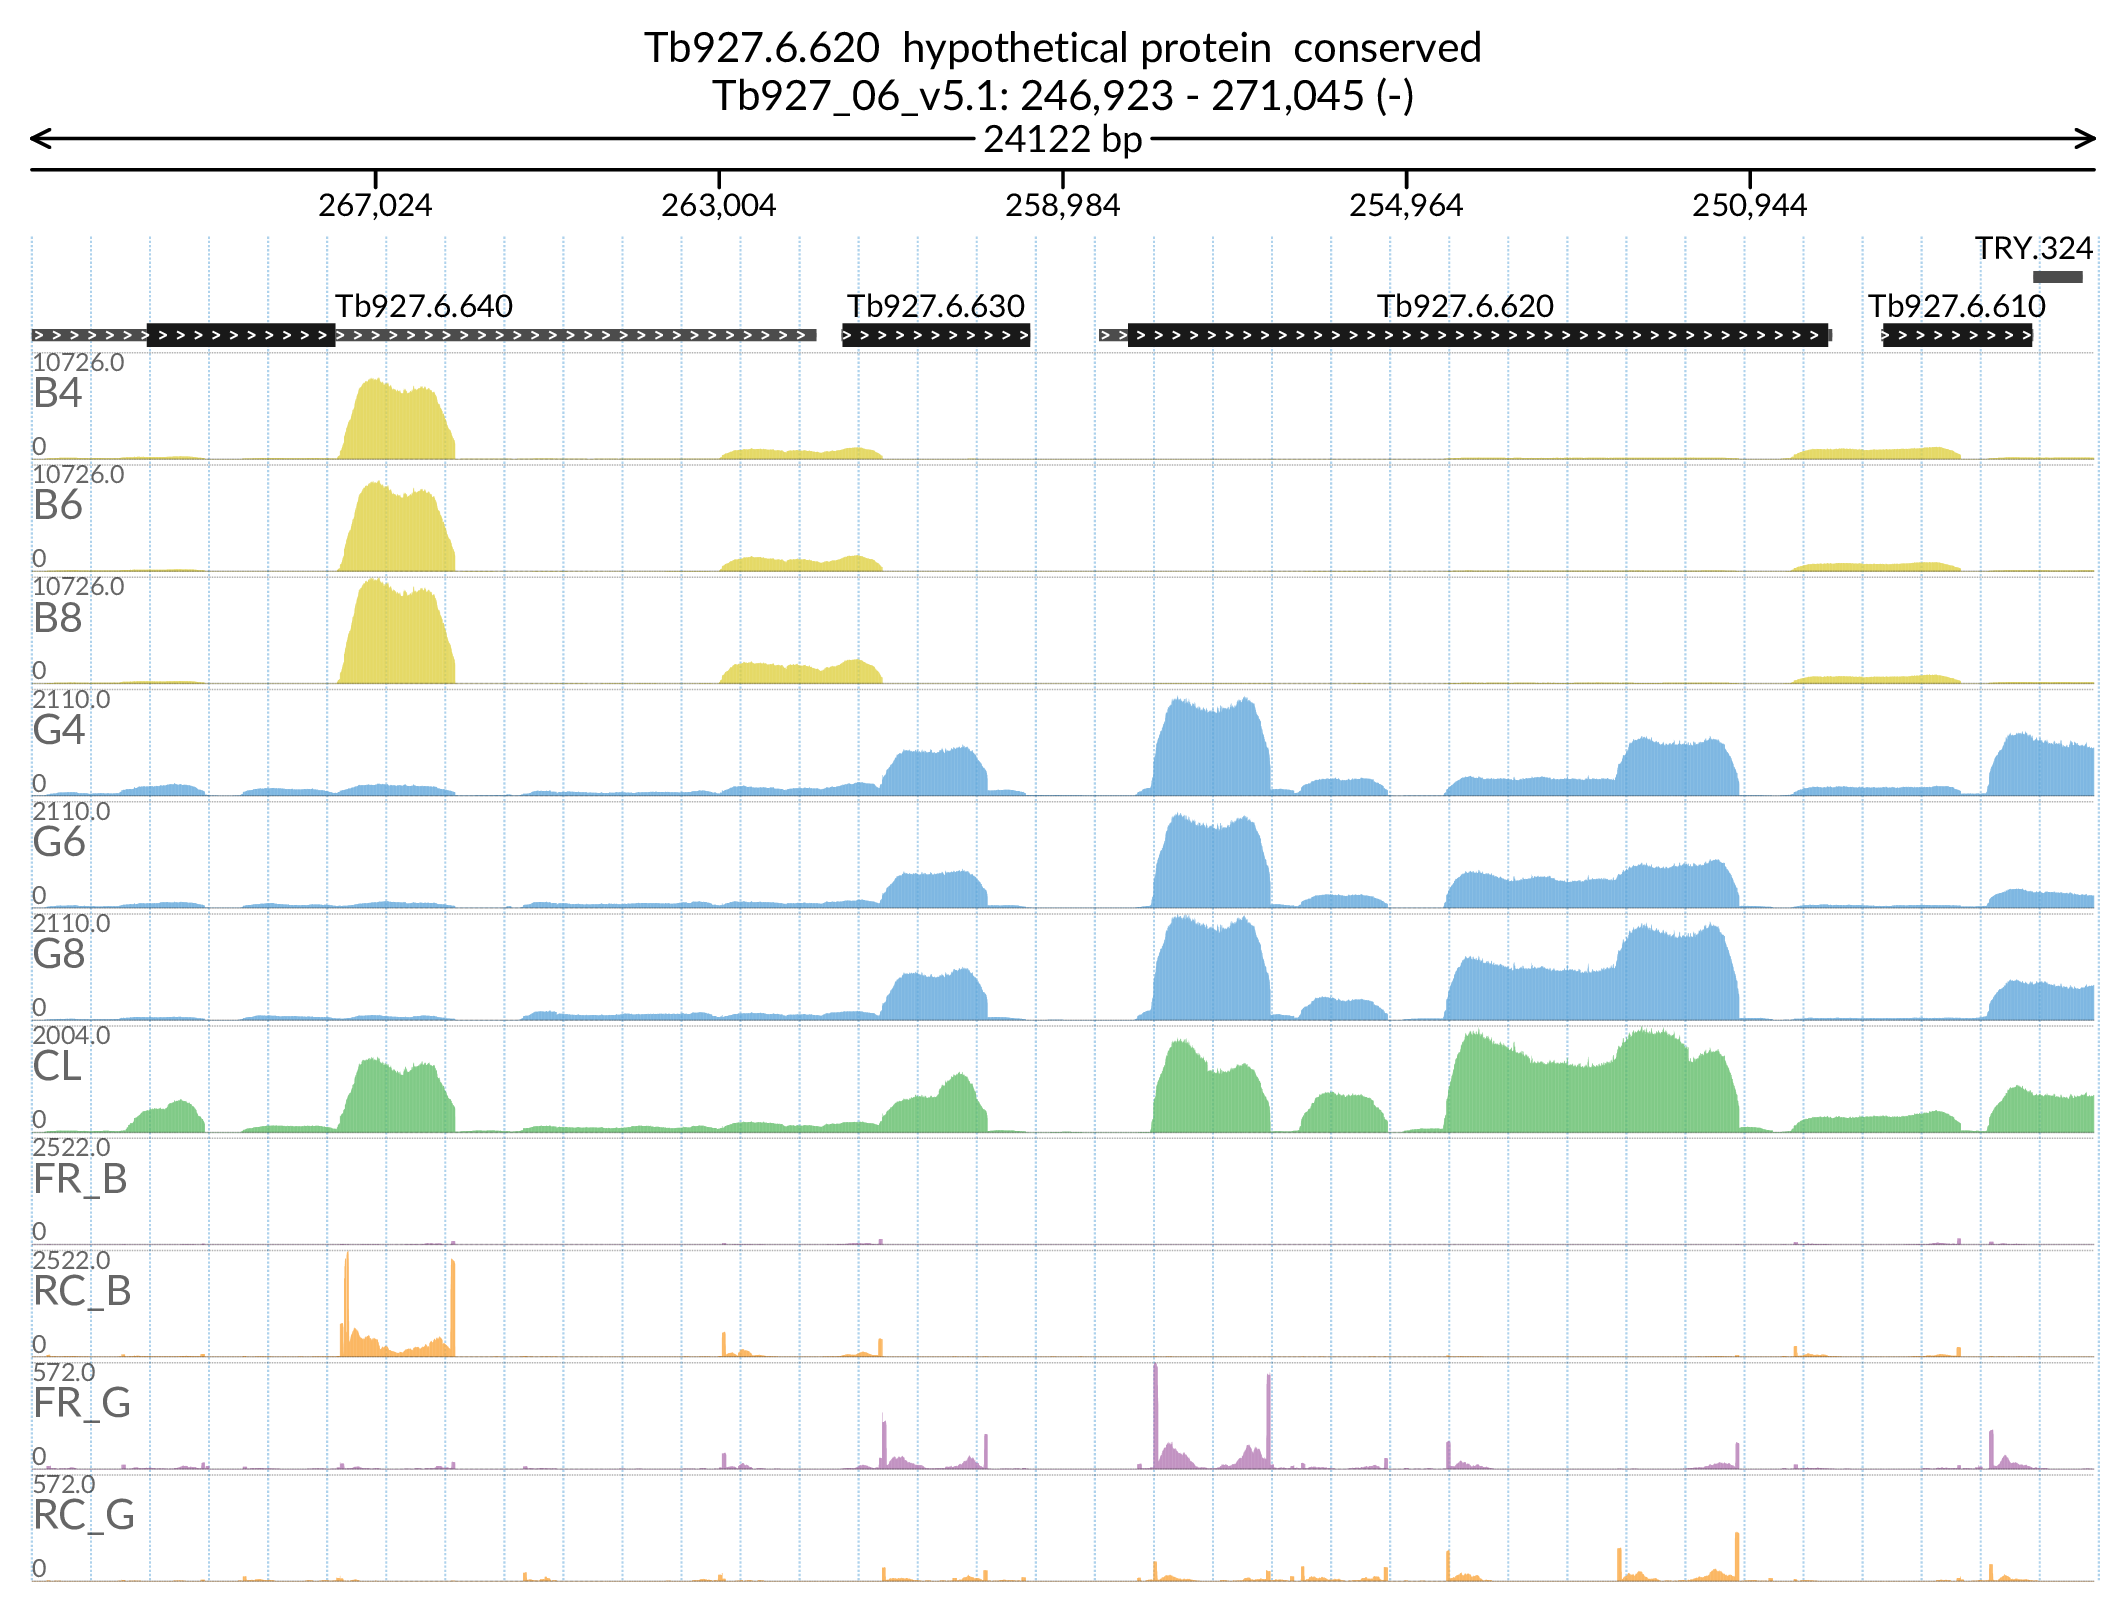 Tb927.6.620  hypothetical protein  conserved
Tb927_06_v5.1: 246,923 - 271,045 (-)
24122 bp
267,024 263,004 258,984 254,964 250,944
TRY.324
Tb927.6.640 Tb927.6.630 Tb927.6.620 Tb927.6.610
10726.0
B4
0
10726.0
B6
0
10726.0
B8
0
2110.0
G4
0
2110.0
G6
0
2110.0
G8
0
2004.0
CL
0
2522.0
FR_B
0
2522.0
RC_B
0
572.0
FR_G
0
572.0
RC_G
0